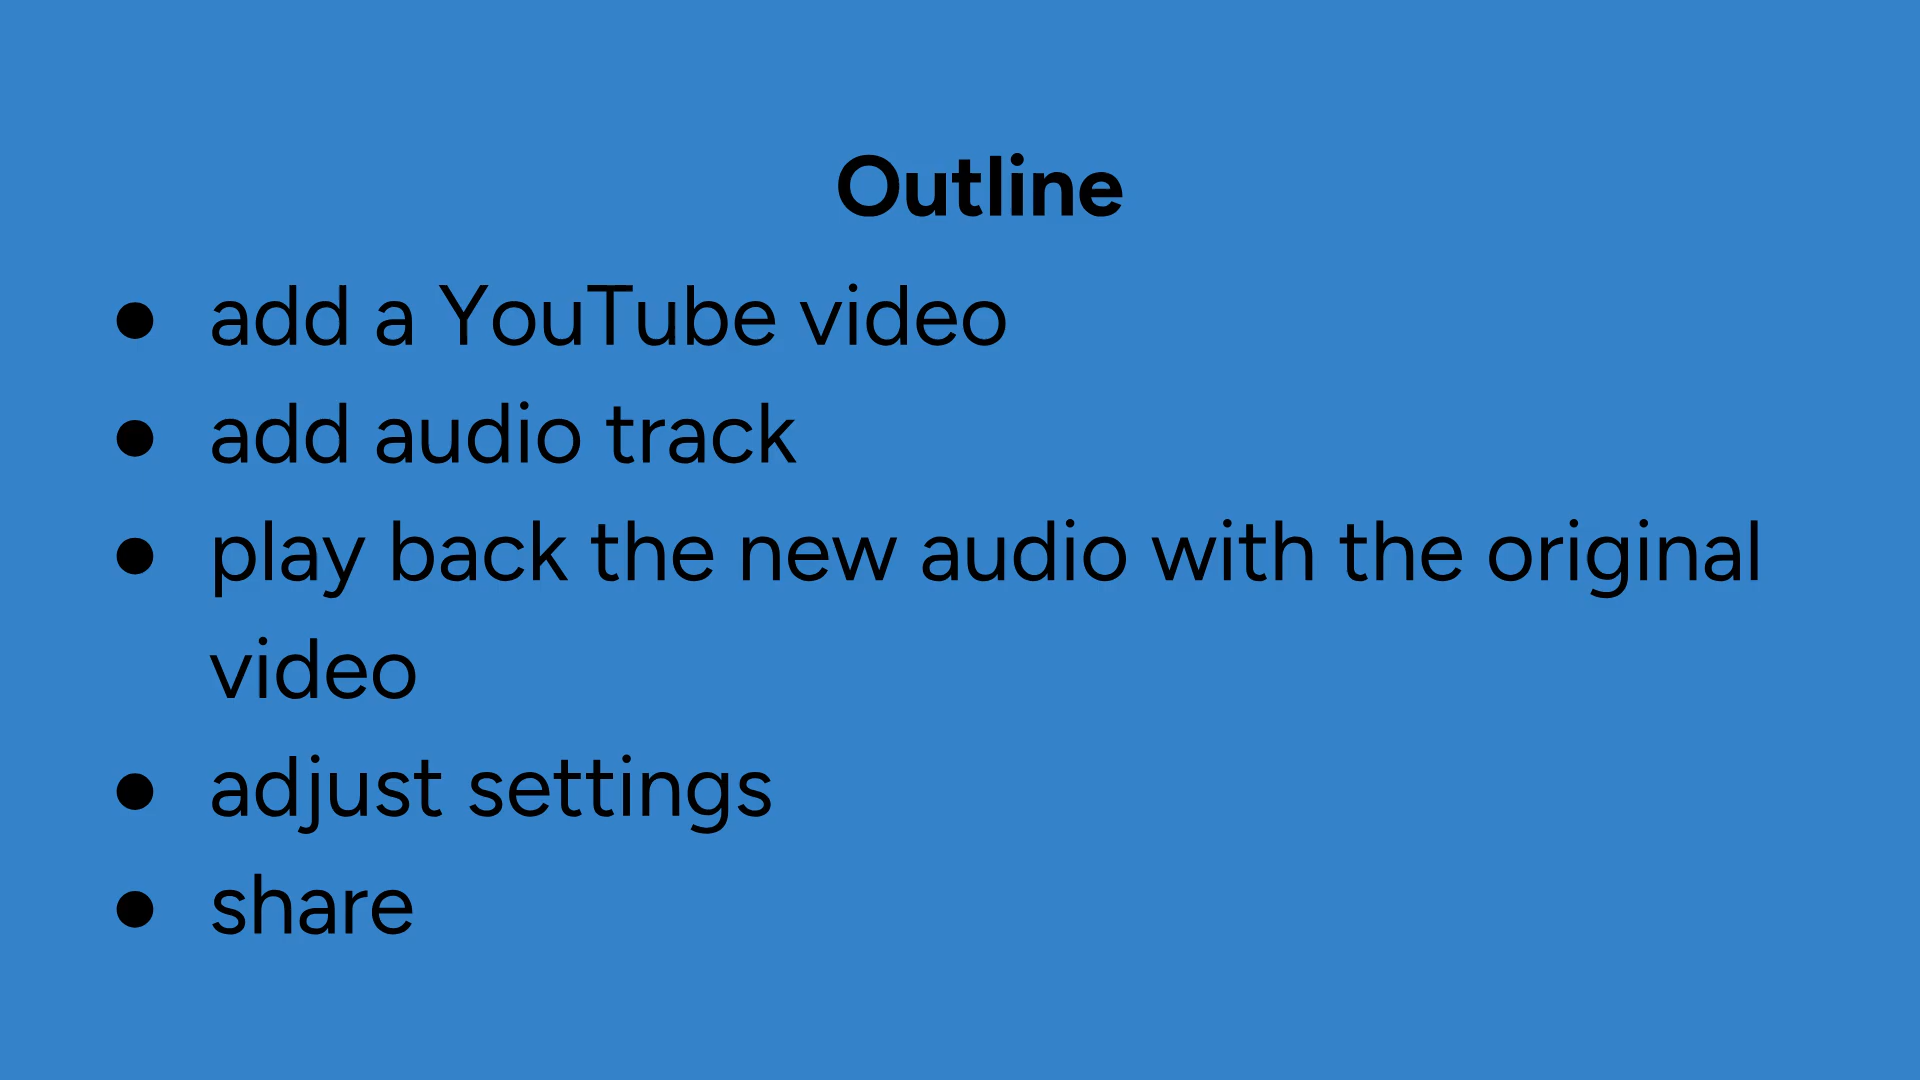 Outline
● add a YouTube video
● add audio track
● play back the new audio with the original
video
● adjust settings
● share